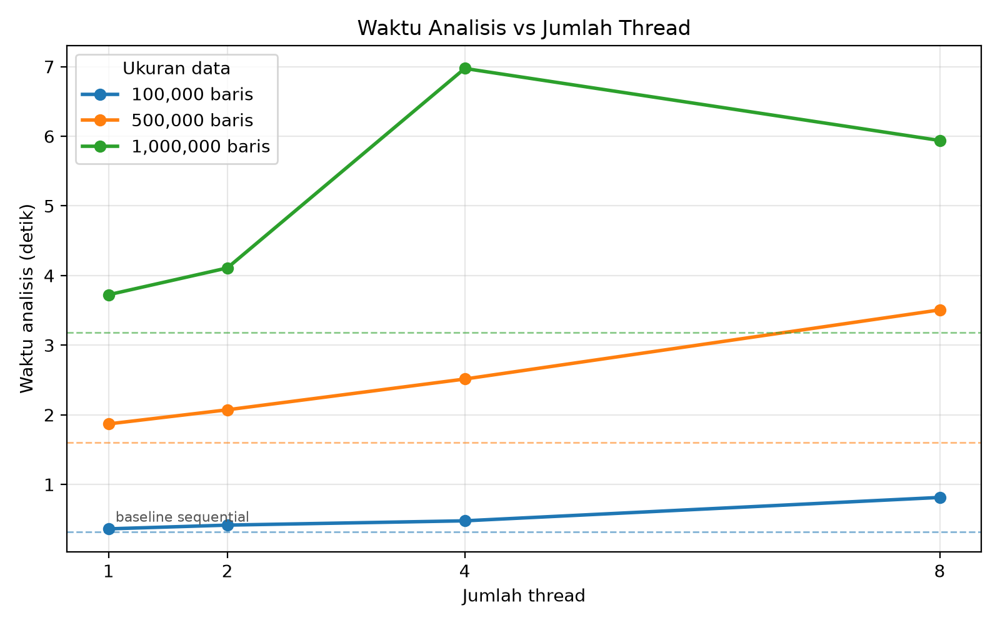 Waktu Analisis vs Jumlah Thread
Ukuran data
100,000 baris
500,000 baris
1,000,000 baris
Waktu analisis (detik)
7
6
5
4
3
2
1
baseline sequential
1 2 4 8
Jumlah thread